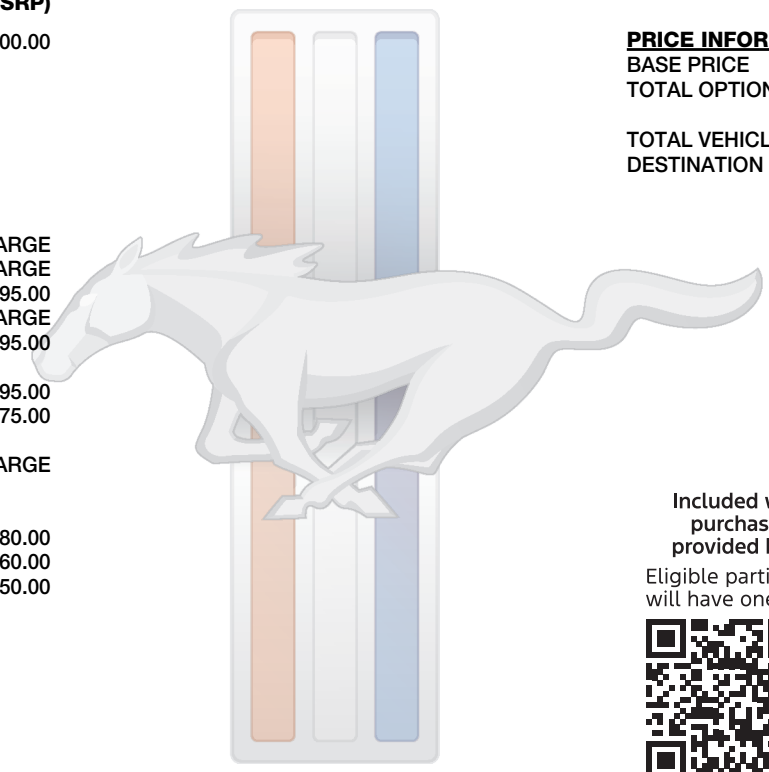 SRP)
00.00
ARGE
ARGE
95.00
ARGE
95.00
95.00
75.00
ARGE
80.00
60.00
50.00
PRICE INFOR
BASE PRICE
TOTAL OPTION
TOTAL VEHICL
DESTINATION
Included w
purchas
provided b
Eligible parti
will have one